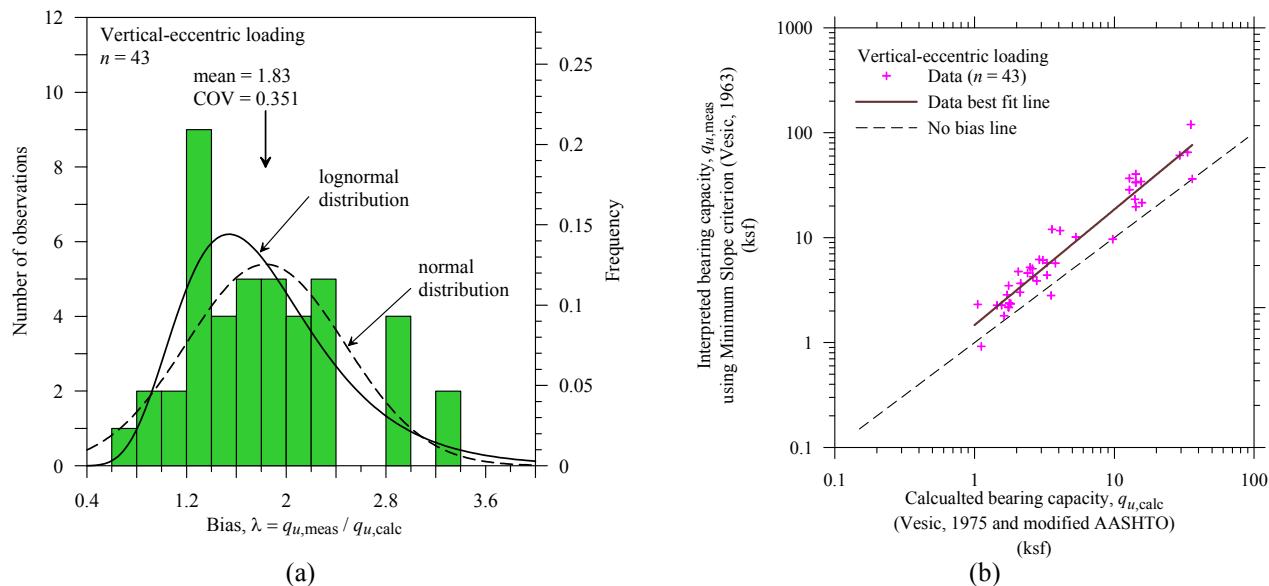 12
10
8
6
4
2
0
Number of observations
Vertical-eccentric loading
n = 43
mean = 1.83
COV = 0.351
lognormal
distribution
normal
distribution
0.25
0.2
0.15
0.1
0.05
0
Frequency
0.4 1.2 2 2.8 3.6
Bias, λ = qu,meas / qu,calc
(a)
1000
100
10
1
0.1
Interpreted bearing capacity, qu,meas
using Minimum Slope criterion (Vesic, 1963)
(ksf)
Vertical-eccentric loading
Data (n = 43)
Data best fit line
No bias line
0.1 1 10 100
Calcualted bearing capacity, qu,calc
(Vesic, 1975 and modified AASHTO)
(ksf)
(b)